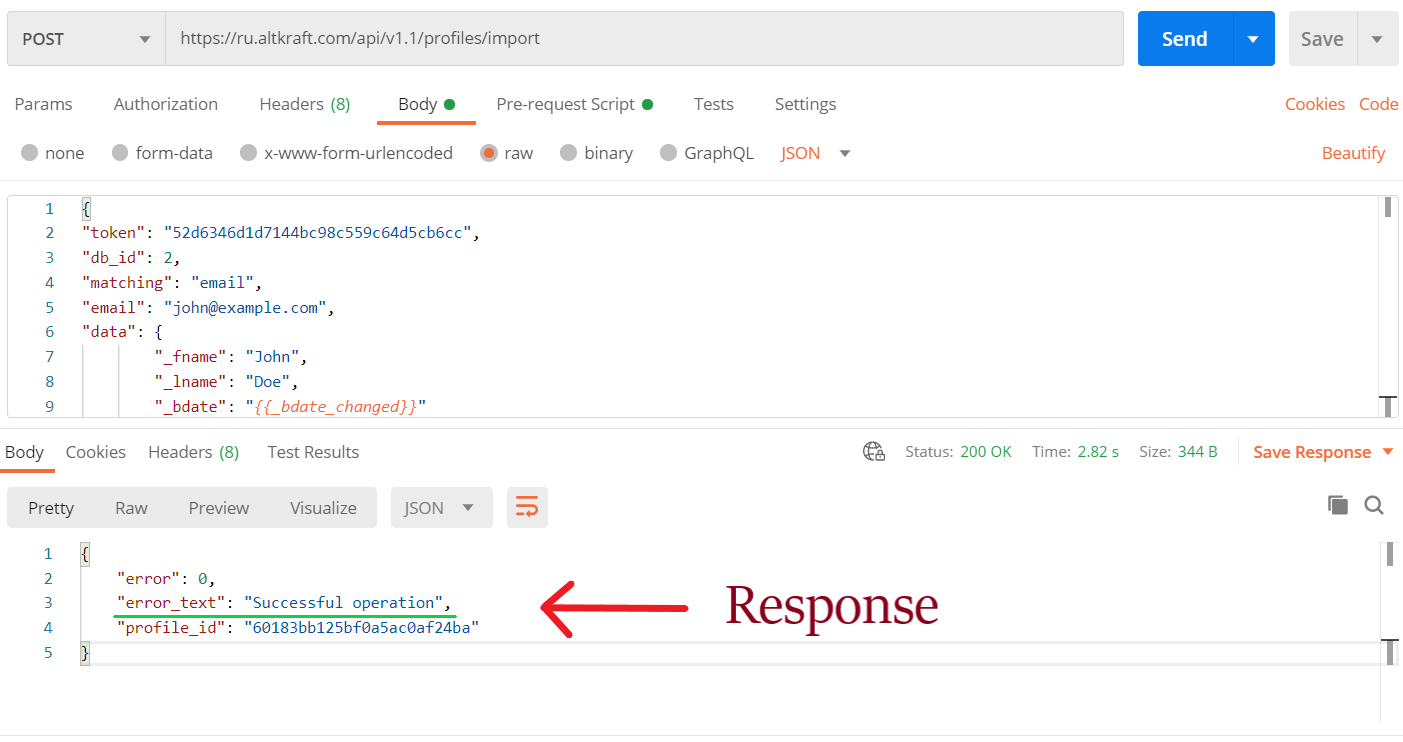 POST https://ru.altkraft.com/api/v1.1/profiles/import Send Save
Params Authorization Headers (8) Body Pre-request Script Tests Settings Cookies Code
none form-data x-www-form-urlencoded raw binary GraphQL JSON Beautify
1 {
2 "token": "52d6346d1d7144bc98c559c64d5cb6cc",
3 "db_id": 2,
4 "matching": "email",
5 "email": "john@example.com",
6 "data": {
7 "_fname": "John",
8 "_lname": "Doe",
9 "_bdate": "{{_bdate_changed}}"
Body Cookies Headers (8) Test Results Status: 200 OK Time: 2.82 s Size: 344 B Save Response
Pretty Raw Preview Visualize JSON
1 {
2 "error": 0,
3 "error_text": "Successful operation",
4 "profile_id": "60183bb125bf0a5ac0af24ba"
5 }
Response